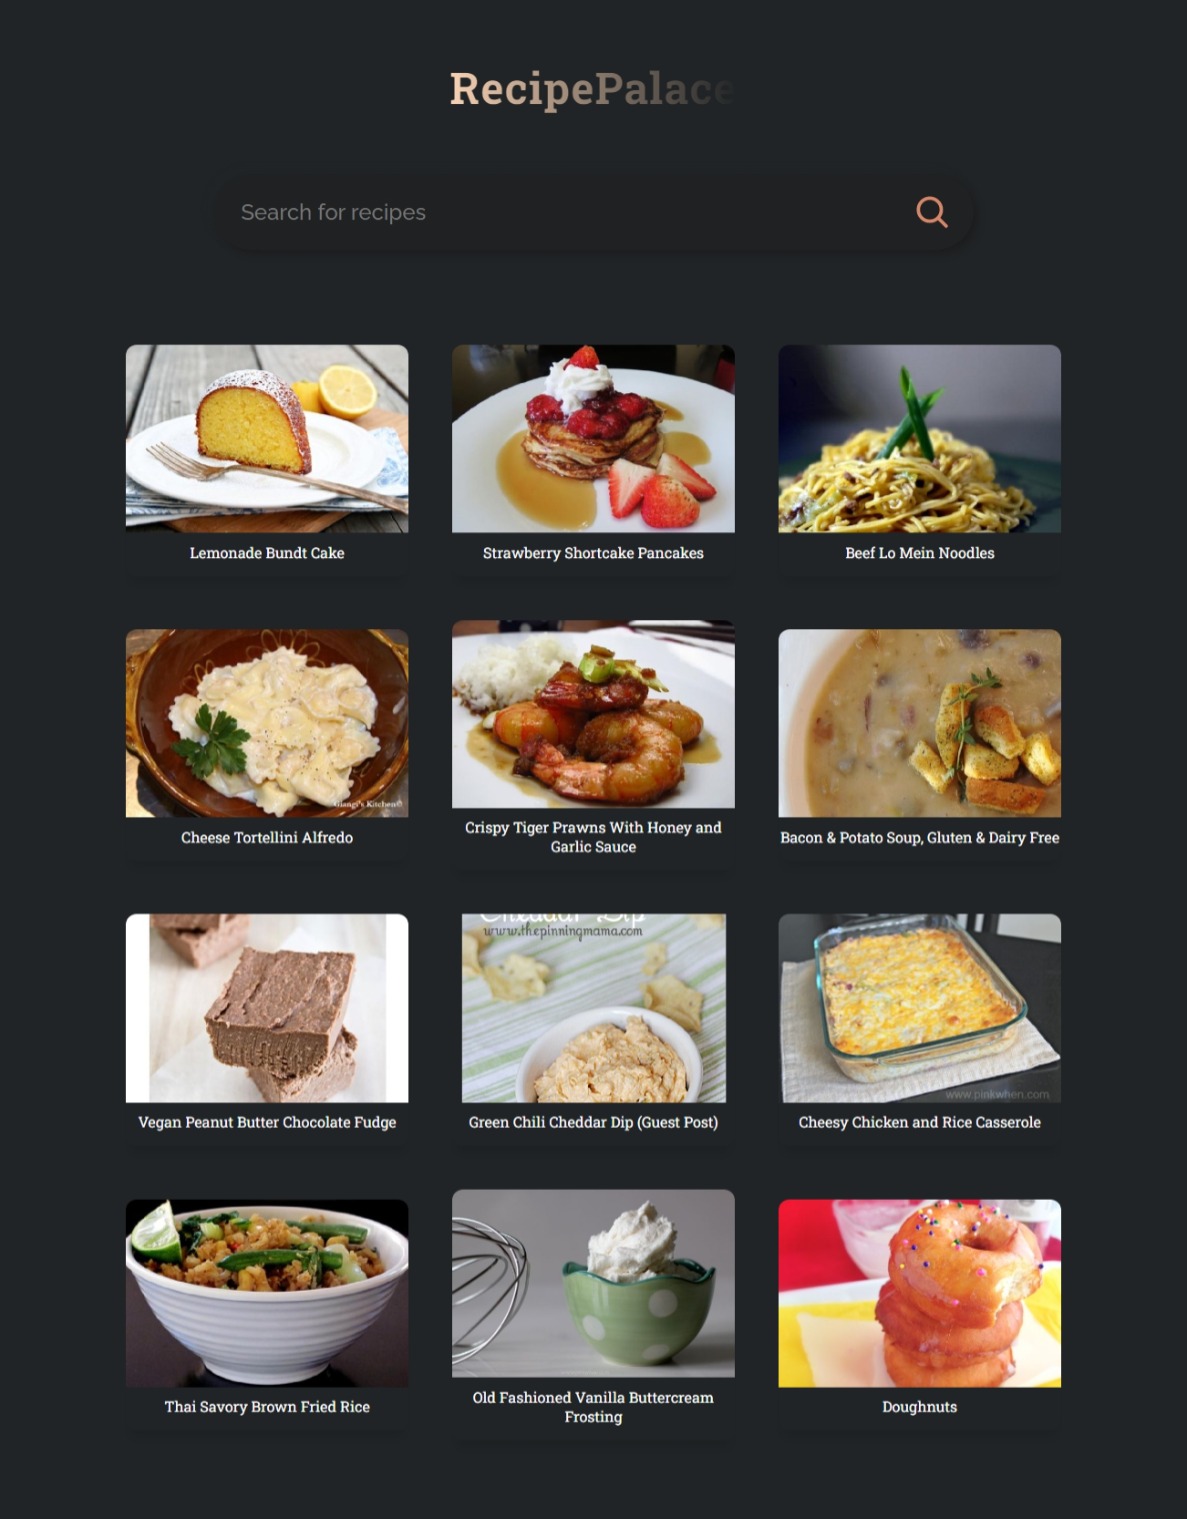 RecipePalace
Search for recipes
Lemonade Bundt Cake
Strawberry Shortcake Pancakes
Beef Lo Mein Noodles
Giangi's Kitchen©
Cheese Tortellini Alfredo
Crispy Tiger Prawns With Honey and
Garlic Sauce
Bacon & Potato Soup, Gluten & Dairy Free
Cheddar Dip
www.thepinningmama.com
www.pinkwhen.com
Vegan Peanut Butter Chocolate Fudge
Green Chili Cheddar Dip (Guest Post)
Cheesy Chicken and Rice Casserole
Thai Savory Brown Fried Rice
Old Fashioned Vanilla Buttercream
Frosting
Doughnuts